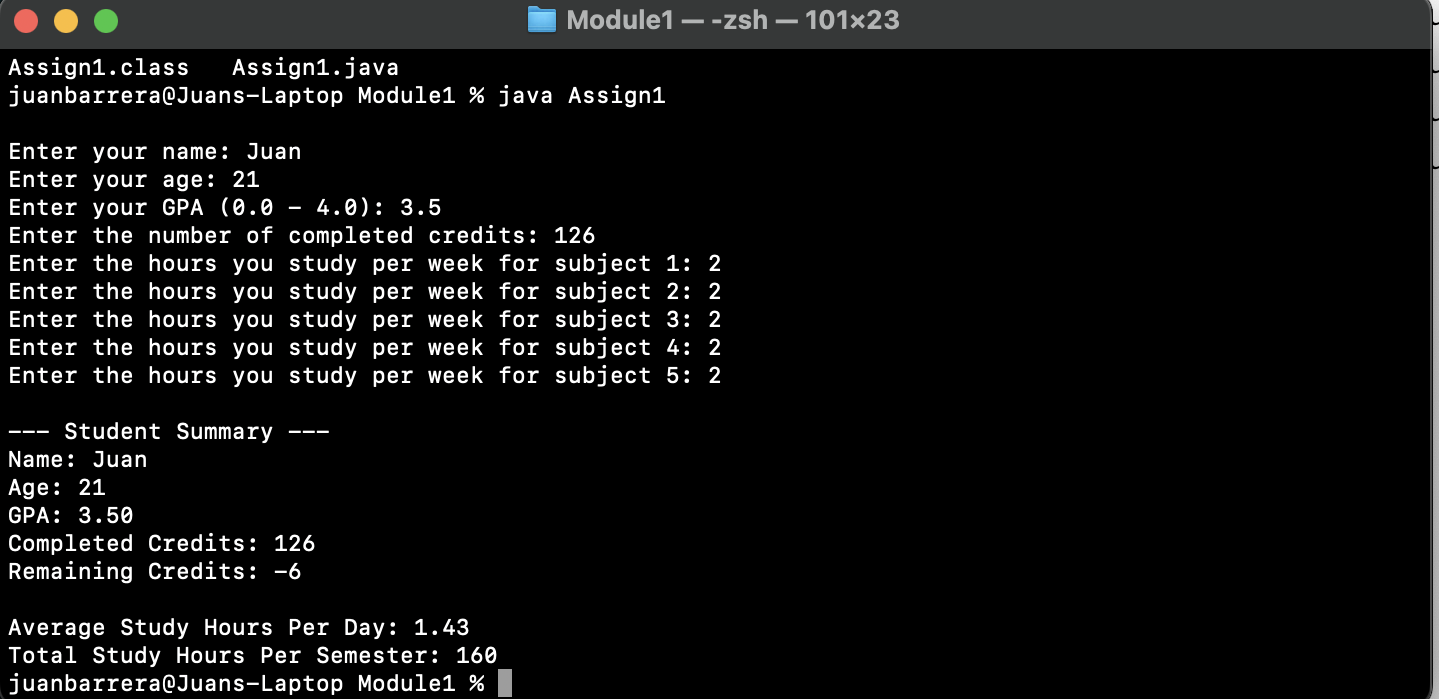 Module1 — -zsh — 101×23
Assign1.class   Assign1.java
juanbarrera@Juans-Laptop Module1 % java Assign1
Enter your name: Juan
Enter your age: 21
Enter your GPA (0.0 - 4.0): 3.5
Enter the number of completed credits: 126
Enter the hours you study per week for subject 1: 2
Enter the hours you study per week for subject 2: 2
Enter the hours you study per week for subject 3: 2
Enter the hours you study per week for subject 4: 2
Enter the hours you study per week for subject 5: 2
--- Student Summary ---
Name: Juan
Age: 21
GPA: 3.50
Completed Credits: 126
Remaining Credits: -6
Average Study Hours Per Day: 1.43
Total Study Hours Per Semester: 160
juanbarrera@Juans-Laptop Module1 %